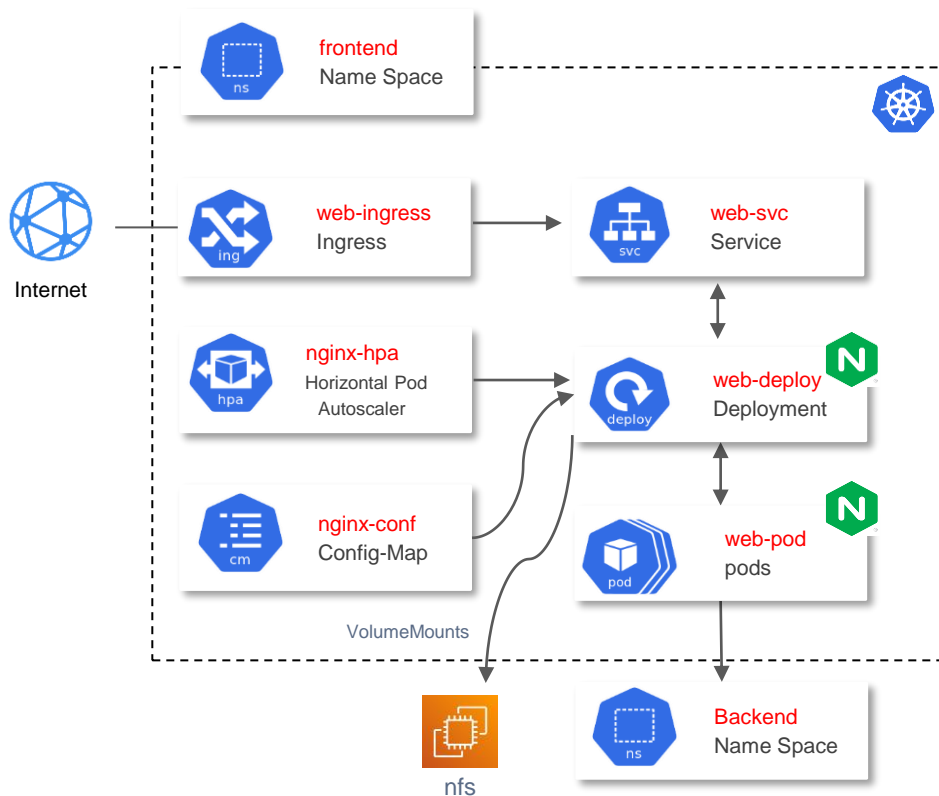 frontend
Name Space
ns
web-ingress
Ingress
ing
web-svc
Service
svc
Internet
nginx-hpa
Horizontal Pod
Autoscaler
hpa
web-deploy
Deployment
deploy
N
nginx-conf
Config-Map
cm
web-pod
pods
pod
N
VolumeMounts
nfs
Backend
Name Space
ns